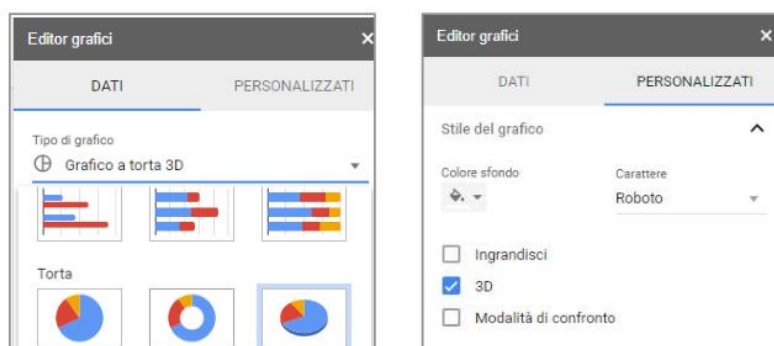 Editor grafici
DATI PERSONALIZZATI
Tipo di grafico
Grafico a torta 3D
Torta
Editor grafici
DATI PERSONALIZZATI
Stile del grafico
Colore sfondo Carattere
Roboto
Ingrandisci
3D
Modalità di confronto